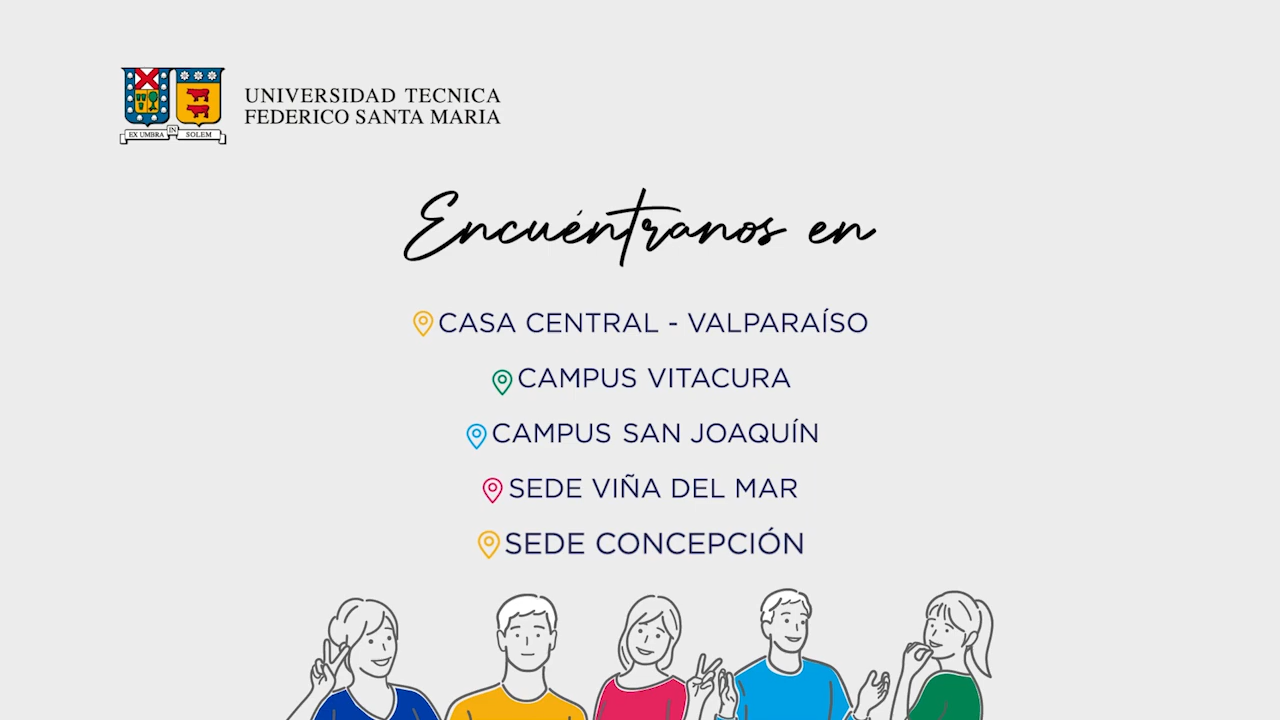 UNIVERSIDAD TECNICA
FEDERICO SANTA MARIA
EX UMBRA IN SOLEM
Encuéntranos en
CASA CENTRAL - VALPARAÍSO
CAMPUS VITACURA
CAMPUS SAN JOAQUÍN
SEDE VIÑA DEL MAR
SEDE CONCEPCIÓN